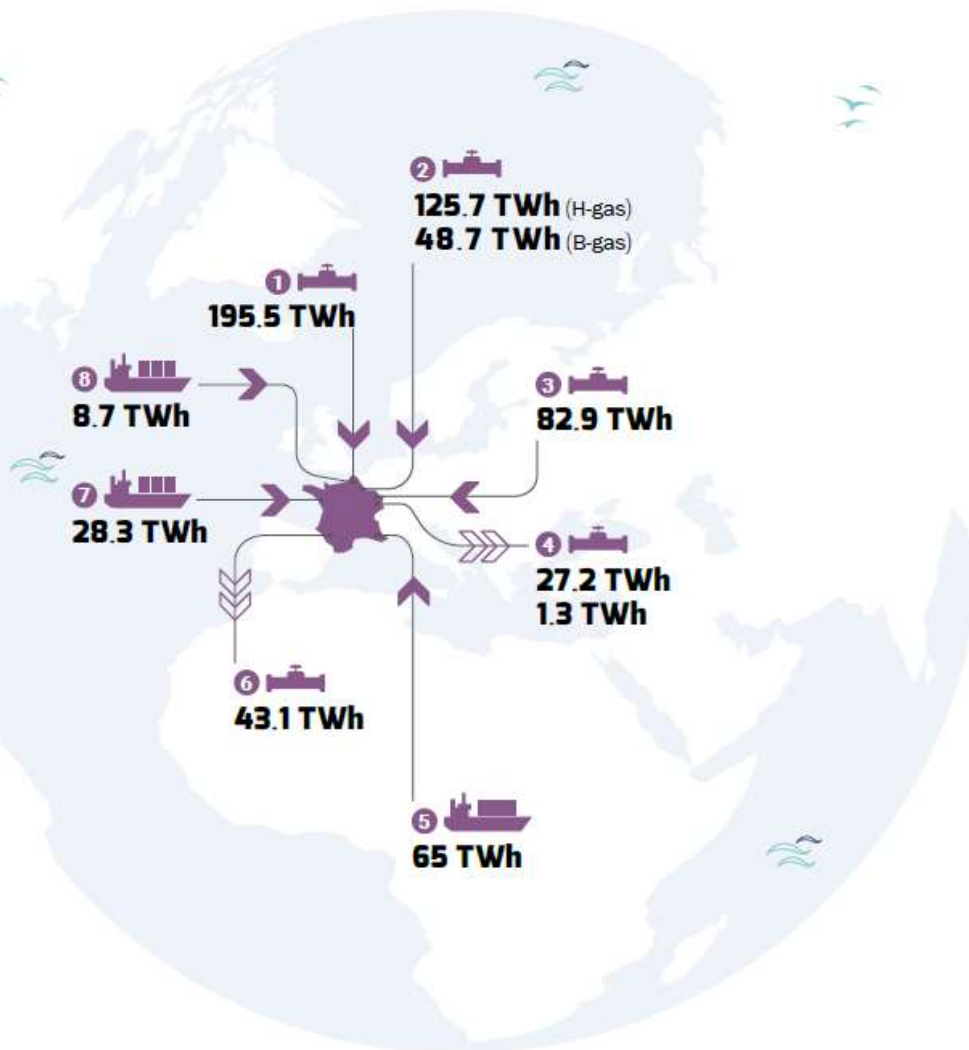 2
125.7 TWh (H-gas)
48.7 TWh (B-gas)
1
195.5 TWh
8
8.7 TWh
3
82.9 TWh
7
28.3 TWh
4
27.2 TWh
1.3 TWh
6
43.1 TWh
5
65 TWh